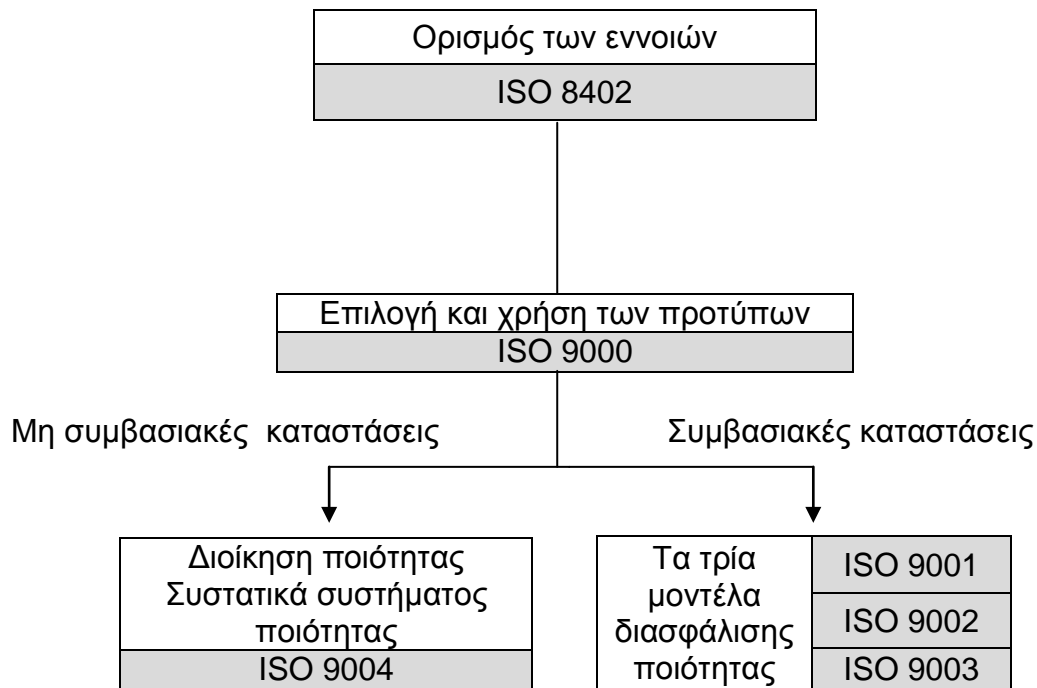 Ορισμός των εννοιών
ISO 8402
Επιλογή και χρήση των προτύπων
ISO 9000
Μη συμβασιακές καταστάσεις
Συμβασιακές καταστάσεις
Διοίκηση ποιότητας
Συστατικά συστήματος
ποιότητας
ISO 9004
Τα τρία
μοντέλα
διασφάλισης
ποιότητας
ISO 9001
ISO 9002
ISO 9003